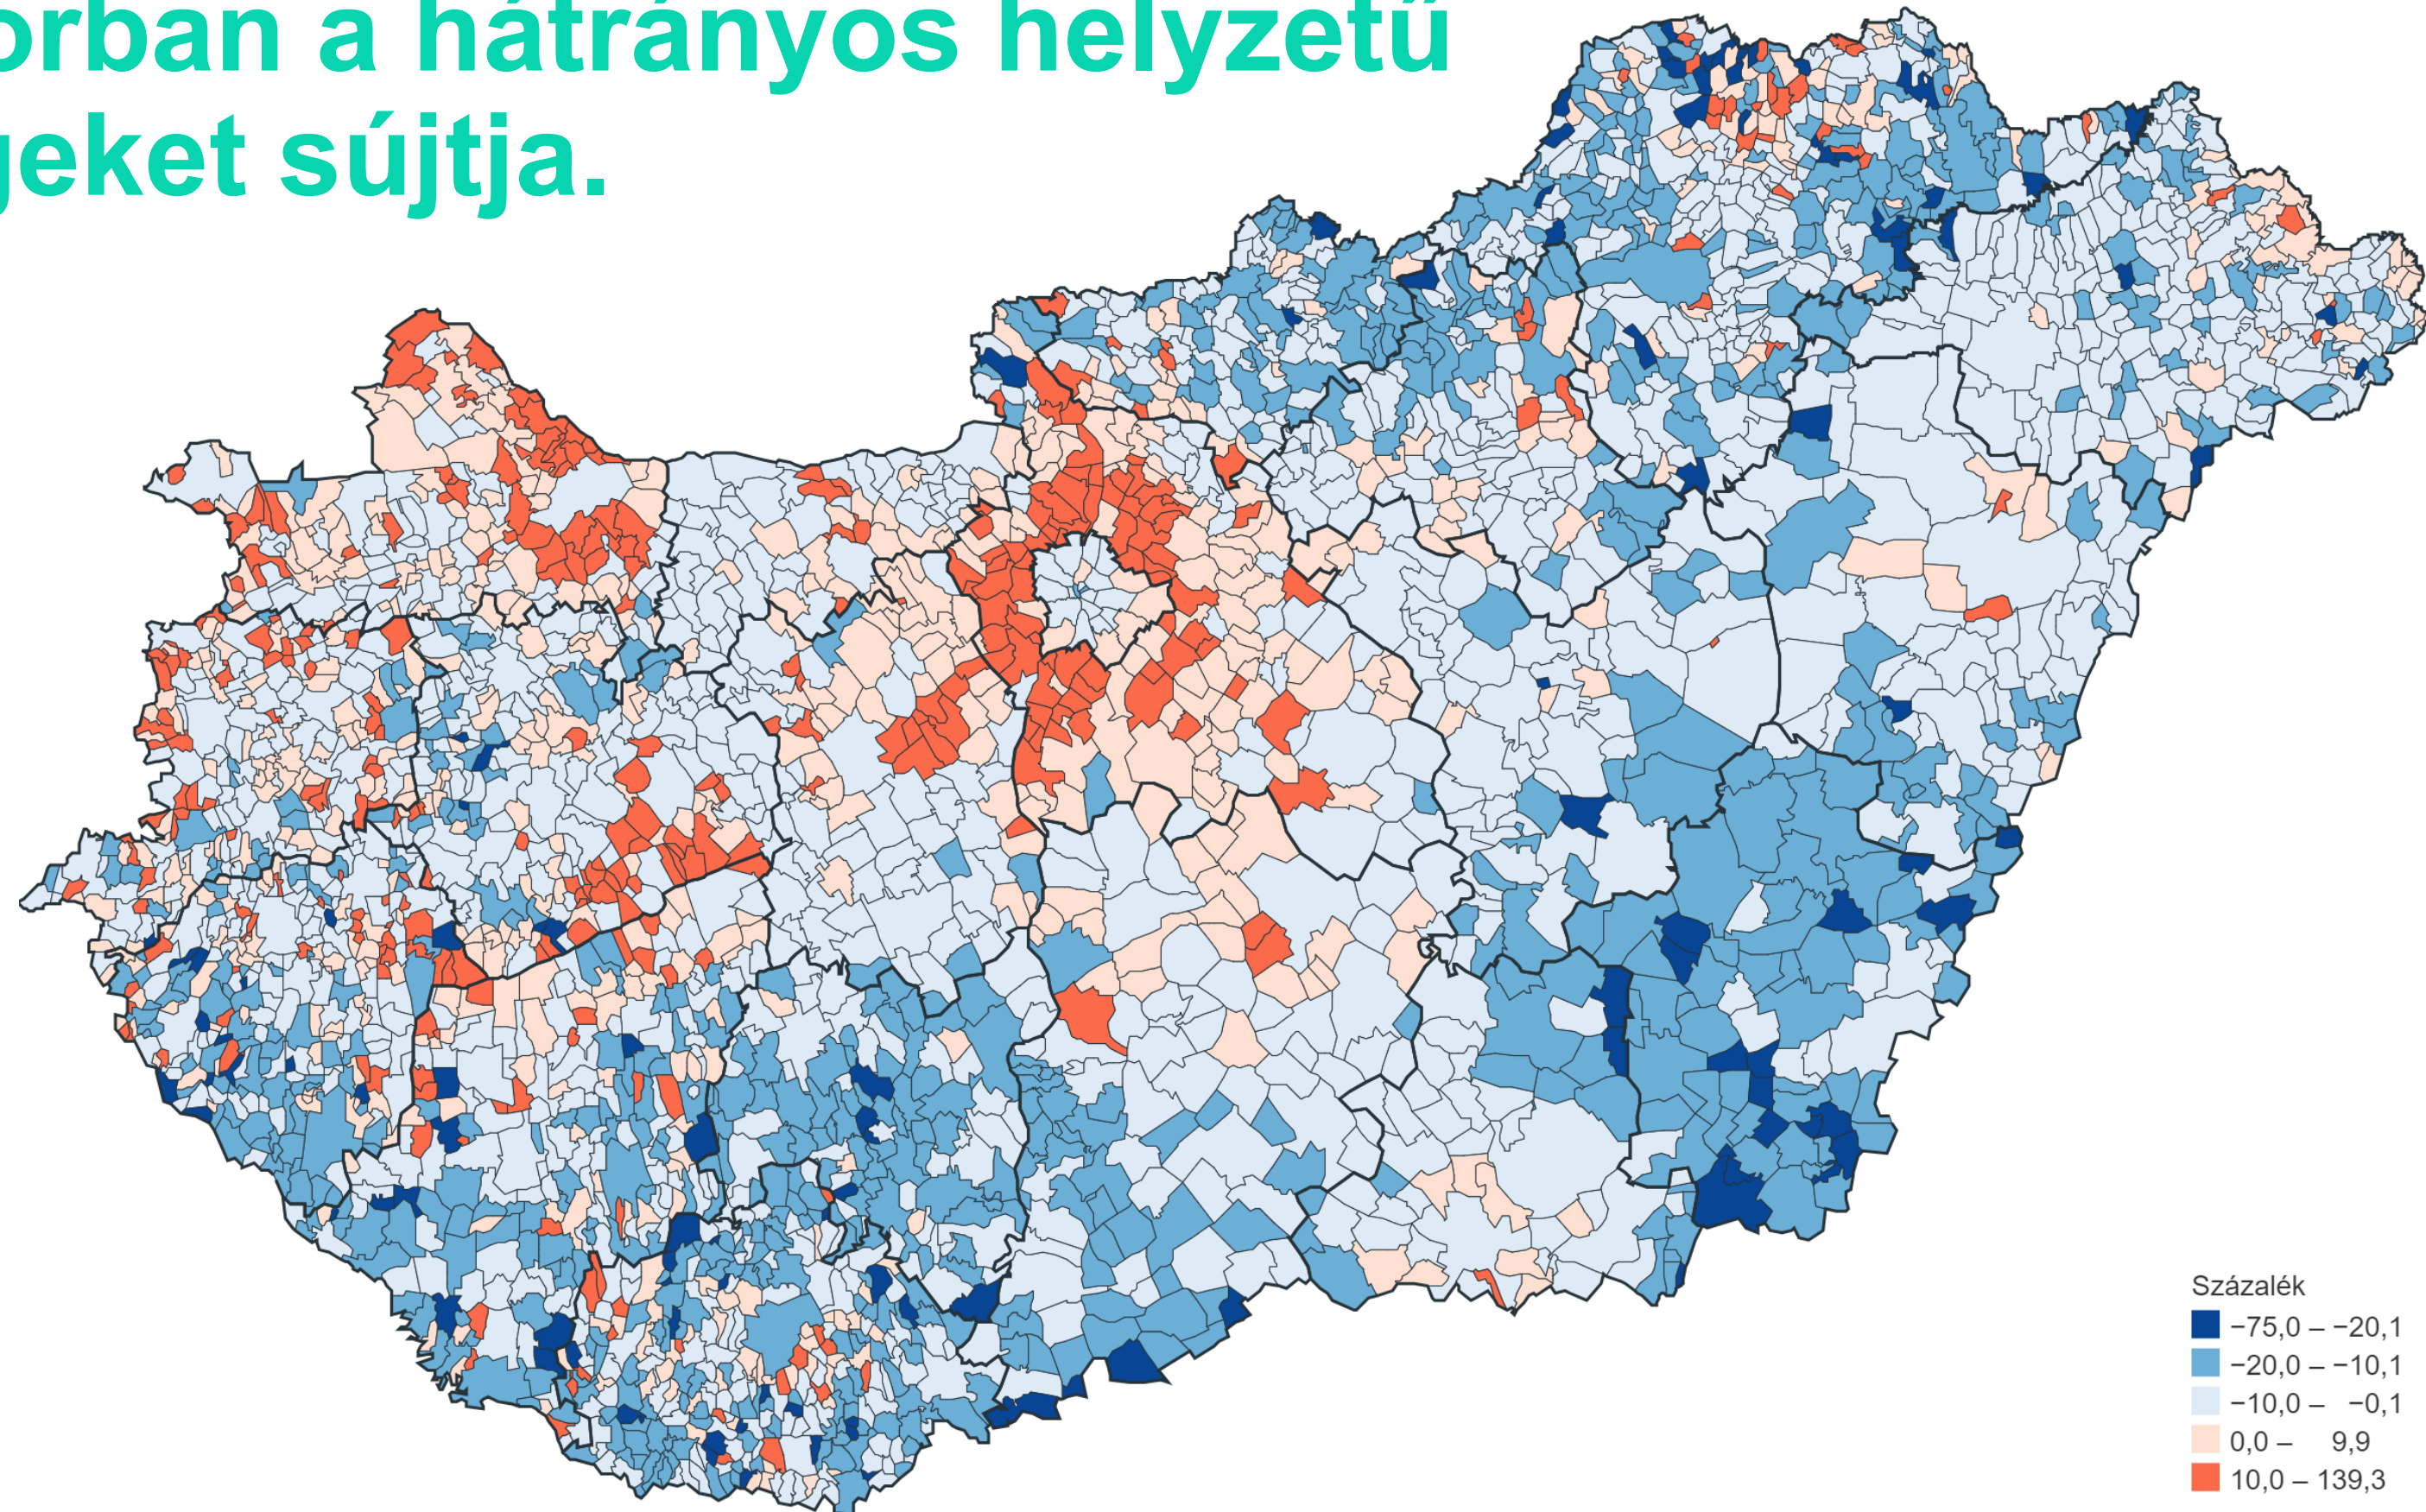 orban a hátrányos helyzetű
geket sújtja.
Százalék
−75,0 – −20,1
−20,0 – −10,1
−10,0 – −0,1
0,0 – 9,9
10,0 – 139,3